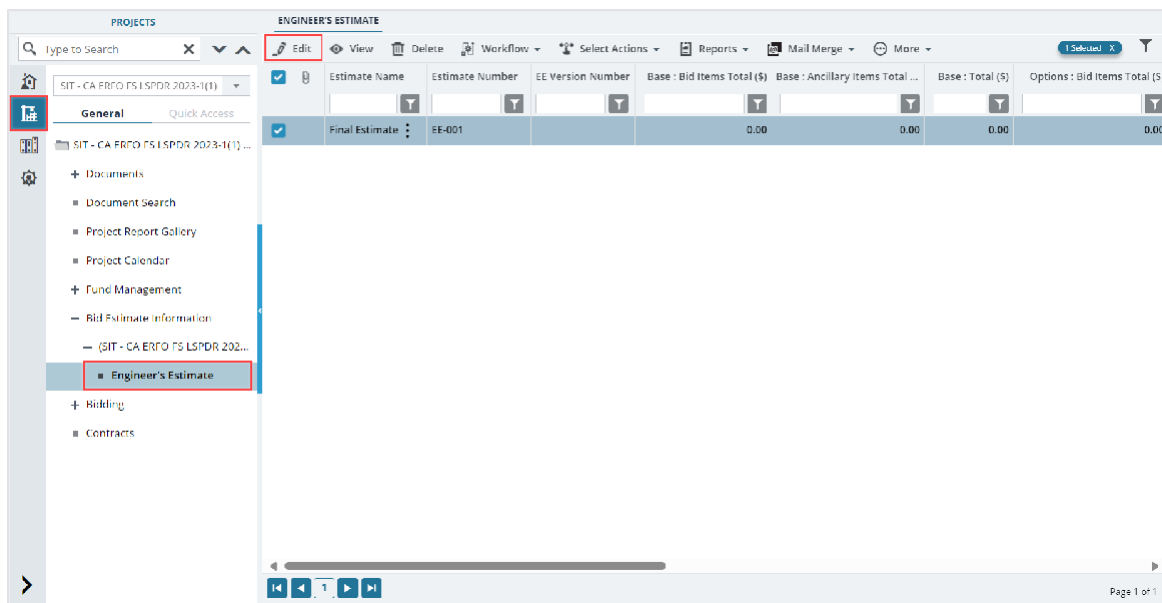 PROJECTS
ENGINEER'S ESTIMATE
Type to Search
Edit View Delete Workflow Select Actions Reports Mail Merge More
1 Selected X
SIT - CA ERFO FS LSPDR 2023-1(1)
General Quick Access
Estimate Name Estimate Number EE Version Number Base : Bid Items Total ($) Base : Ancillary Items Total ... Base : Total ($) Options : Bid Items Total ($
Final Estimate EE-001 0.00 0.00 0.00 0.00
SIT - CA ERFO FS LSPDR 2023-1(1) ...
+ Documents
Document Search
Project Report Gallery
Project Calendar
+ Fund Management
− Bid Estimate Information
− (SIT - CA ERFO FS LSPDR 202...
Engineer's Estimate
+ Bidding
Contracts
1
Page 1 of 1